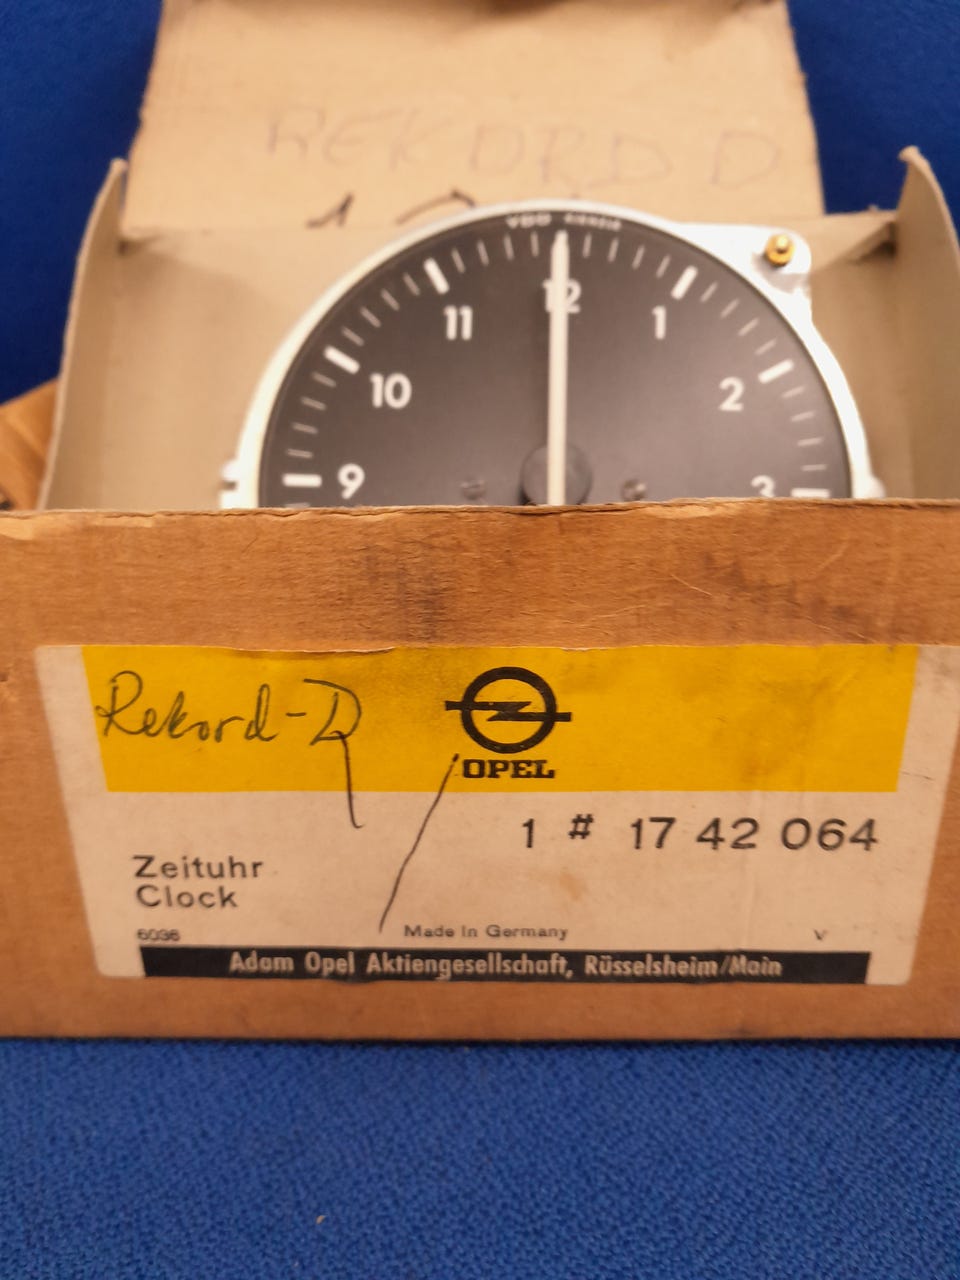 REKORD D
VDO
12
11
1
10
2
9
3
Rekord-D
OPEL
1 # 17 42 064
Zeituhr
Clock
6036
Made In Germany
V
Adam Opel Aktiengesellschaft, Rüsselsheim/Main